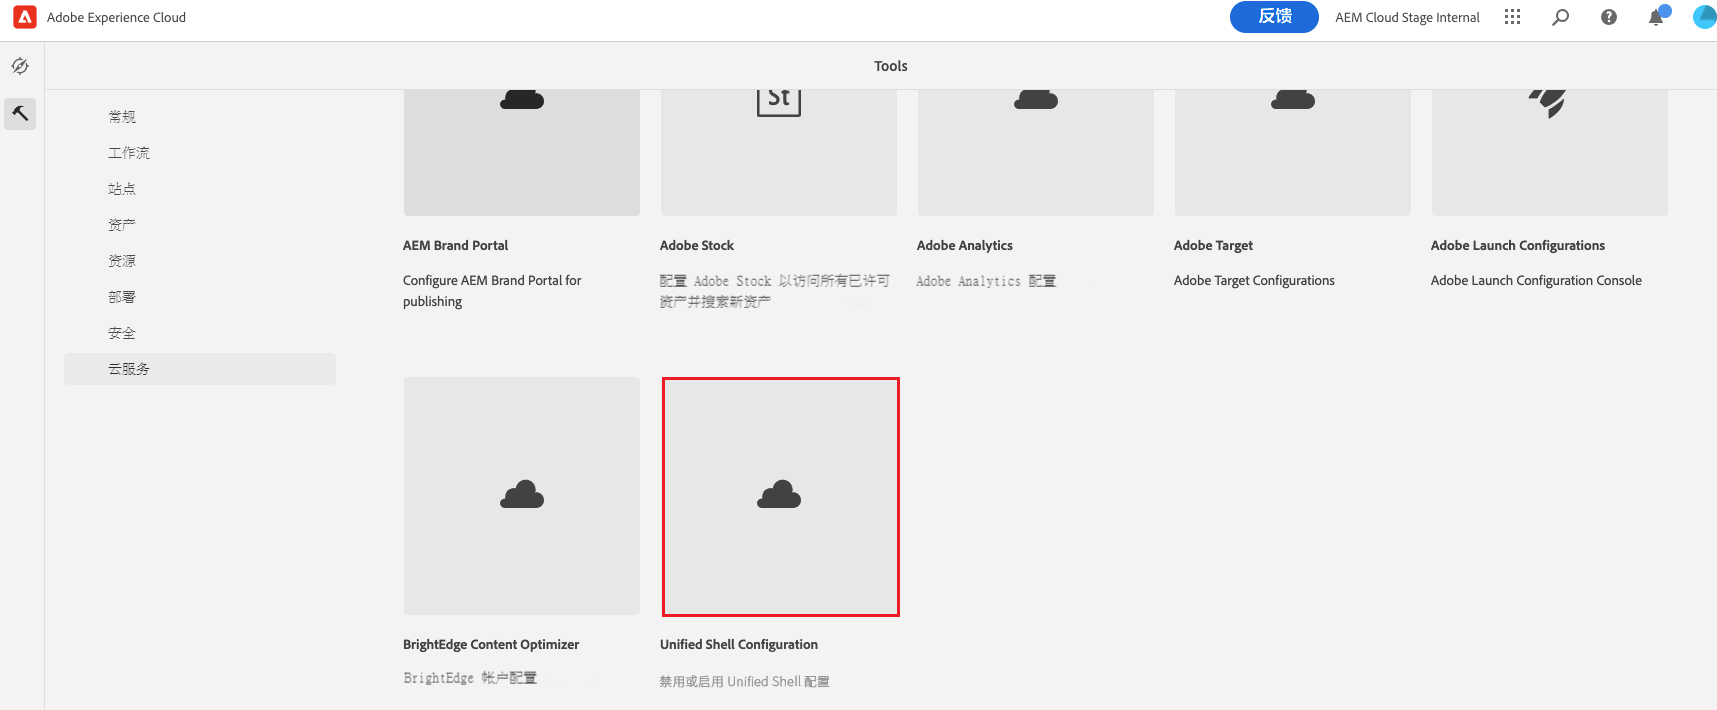 Adobe Experience Cloud
反馈
AEM Cloud Stage Internal
Tools
常规
工作流
站点
资产
资源
部署
安全
云服务
St
AEM Brand Portal
Configure AEM Brand Portal for
publishing
Adobe Stock
配置 Adobe Stock 以访问所有已许可
资产并搜索新资产
Adobe Analytics
Adobe Analytics 配置
Adobe Target
Adobe Target Configurations
Adobe Launch Configurations
Adobe Launch Configuration Console
BrightEdge Content Optimizer
BrightEdge 帐户配置
Unified Shell Configuration
禁用或启用 Unified Shell 配置